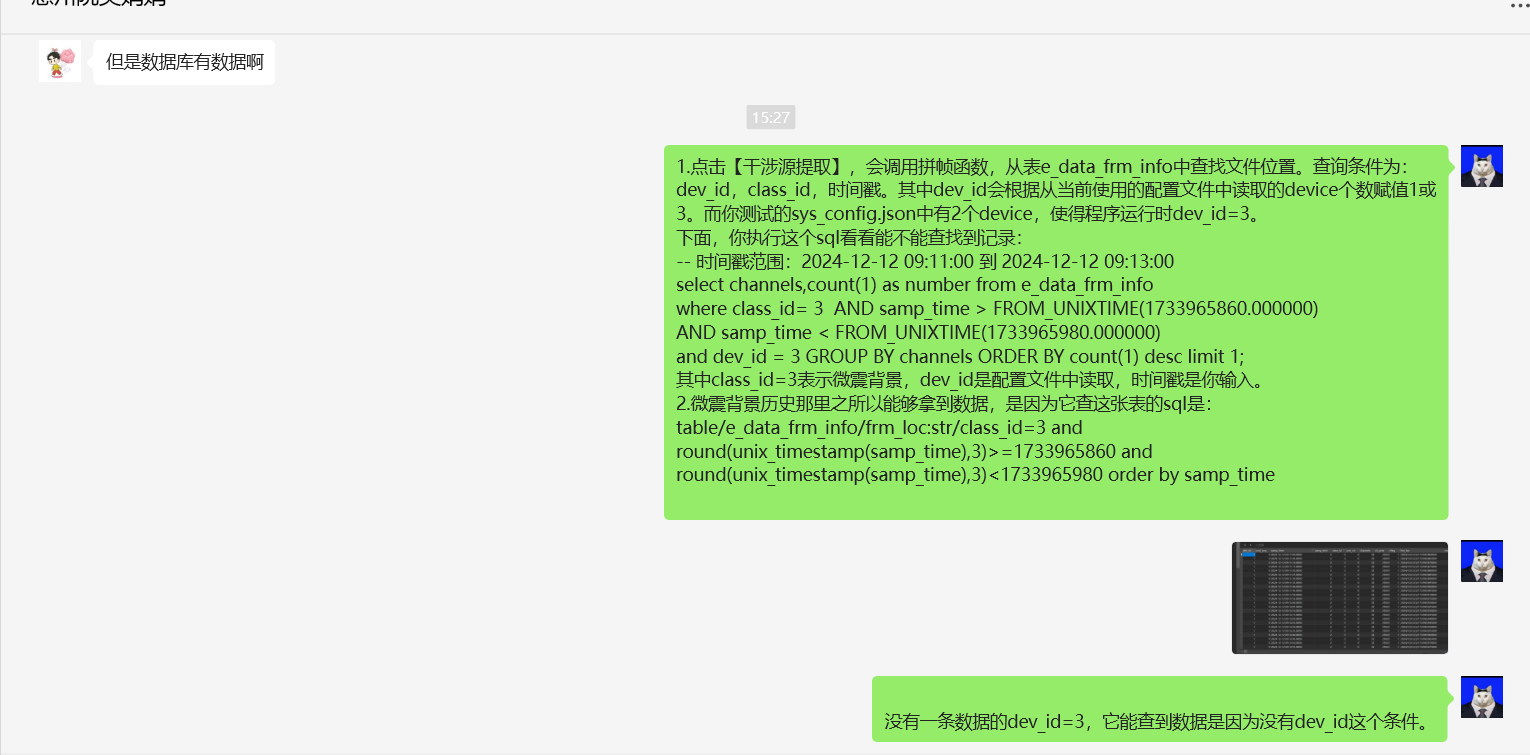 但是数据库有数据啊
15:27
1.点击【干涉源提取】，会调用拼帧函数，从表e_data_frm_info中查找文件位置。查询条件为：
dev_id，class_id，时间戳。其中dev_id会根据从当前使用的配置文件中读取的device个数赋值1或
3。而你测试的sys_config.json中有2个device，使得程序运行时dev_id=3。
下面，你执行这个sql看看能不能查找到记录：
-- 时间戳范围：2024-12-12 09:11:00 到 2024-12-12 09:13:00
select channels,count(1) as number from e_data_frm_info
where class_id= 3  AND samp_time > FROM_UNIXTIME(1733965860.000000)
AND samp_time < FROM_UNIXTIME(1733965980.000000)
and dev_id = 3 GROUP BY channels ORDER BY count(1) desc limit 1;
其中class_id=3表示微震背景，dev_id是配置文件中读取，时间戳是你输入。
2.微震背景历史那里之所以能够拿到数据，是因为它查这张表的sql是：
table/e_data_frm_info/frm_loc:str/class_id=3 and
round(unix_timestamp(samp_time),3)>=1733965860 and
round(unix_timestamp(samp_time),3)<1733965980 order by samp_time
没有一条数据的dev_id=3，它能查到数据是因为没有dev_id这个条件。